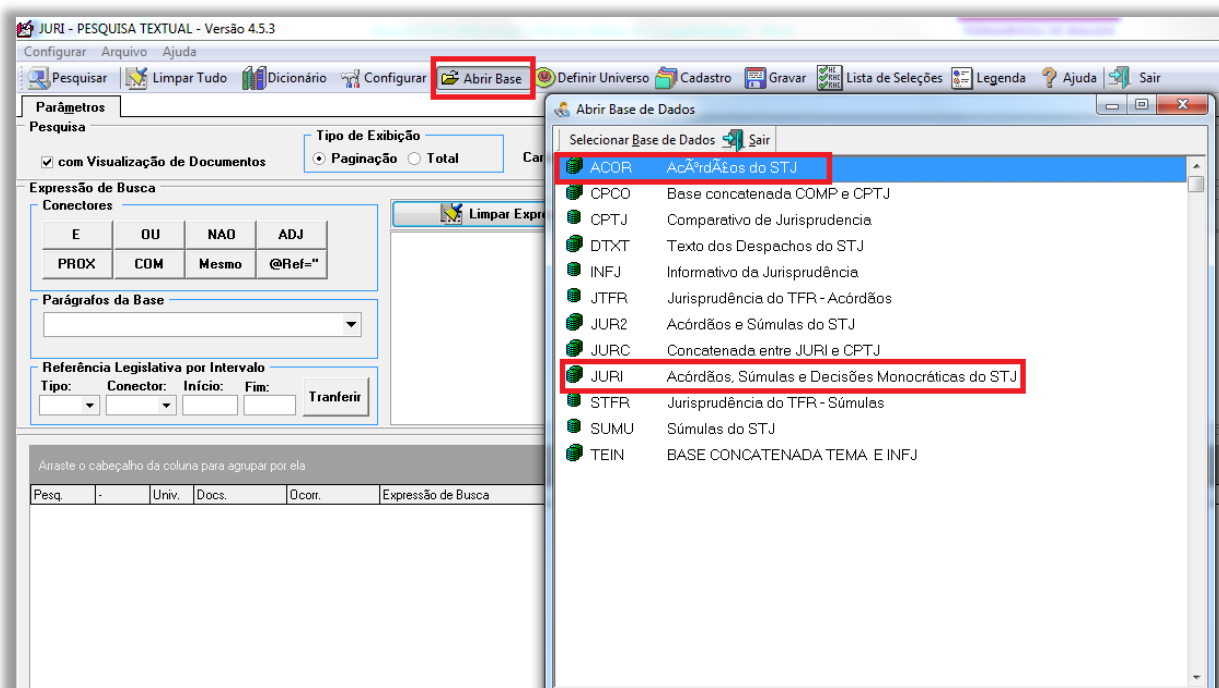 JURI - PESQUISA TEXTUAL - Versão 4.5.3
Configurar Arquivo Ajuda
Pesquisar Limpar Tudo Dicionário Configurar Abrir Base Definir Universo Cadastro Gravar Lista de Seleções Legenda Ajuda Sair
Parâmetros
Pesquisa
com Visualização de Documentos
Tipo de Exibição
Paginação Total
Car
Expressão de Busca
Conectores
E OU NAO ADJ
PROX COM Mesmo @Ref="
Limpar Expre
Parágrafos da Base
Referência Legislativa por Intervalo
Tipo: Conector: Início: Fim:
Tranferir
Arraste o cabeçalho da coluna para agrupar por ela
Pesq. - Univ. Docs. Ocorr. Expressão de Busca
Abrir Base de Dados
Selecionar Base de Dados Sair
ACOR AcÃ³rdÃ£os do STJ
CPCO Base concatenada COMP e CPTJ
CPTJ Comparativo de Jurisprudencia
DTXT Texto dos Despachos do STJ
INFJ Informativo da Jurisprudência
JTFR Jurisprudência do TFR - Acórdãos
JUR2 Acórdãos e Súmulas do STJ
JURC Concatenada entre JURI e CPTJ
JURI Acórdãos, Súmulas e Decisões Monocráticas do STJ
STFR Jurisprudência do TFR - Súmulas
SUMU Súmulas do STJ
TEIN BASE CONCATENADA TEMA E INFJ